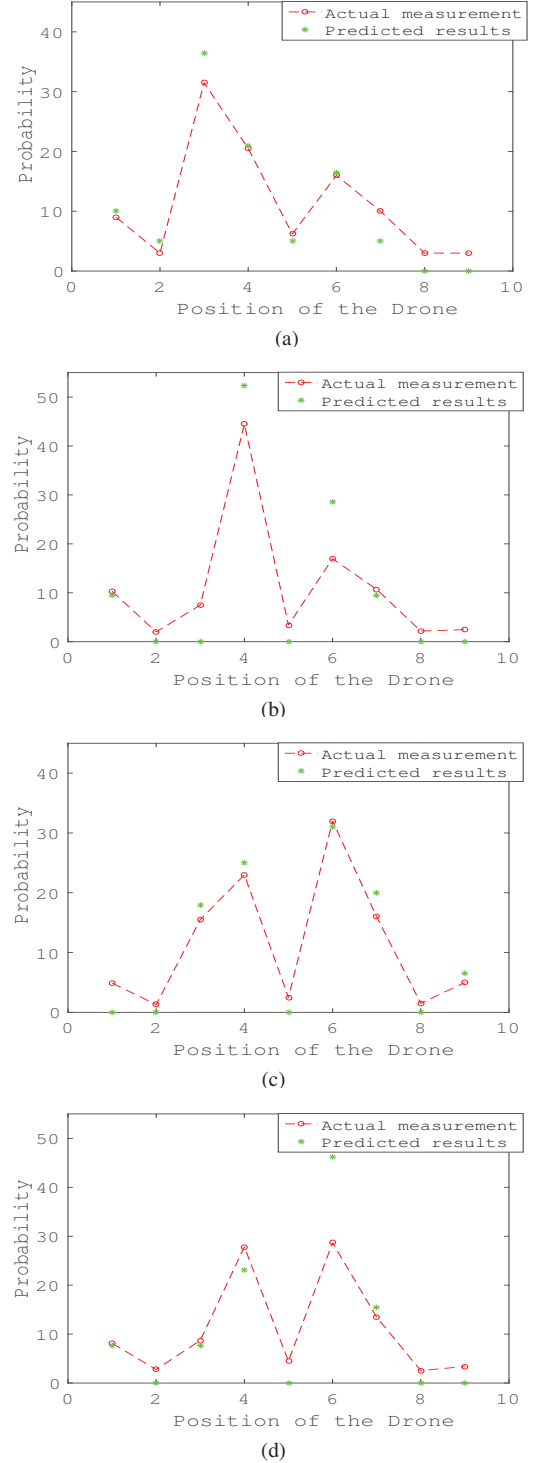 Actual measurement
Predicted results
40
30
20
10
0
Probability
0 2 4 6 8 10
Position of the Drone
(a)
Actual measurement
Predicted results
50
40
30
20
10
0
Probability
0 2 4 6 8 10
Position of the Drone
(b)
Actual measurement
Predicted results
40
30
20
10
0
Probability
0 2 4 6 8 10
Position of the Drone
(c)
Actual measurement
Predicted results
50
40
30
20
10
0
Probability
0 2 4 6 8 10
Position of the Drone
(d)